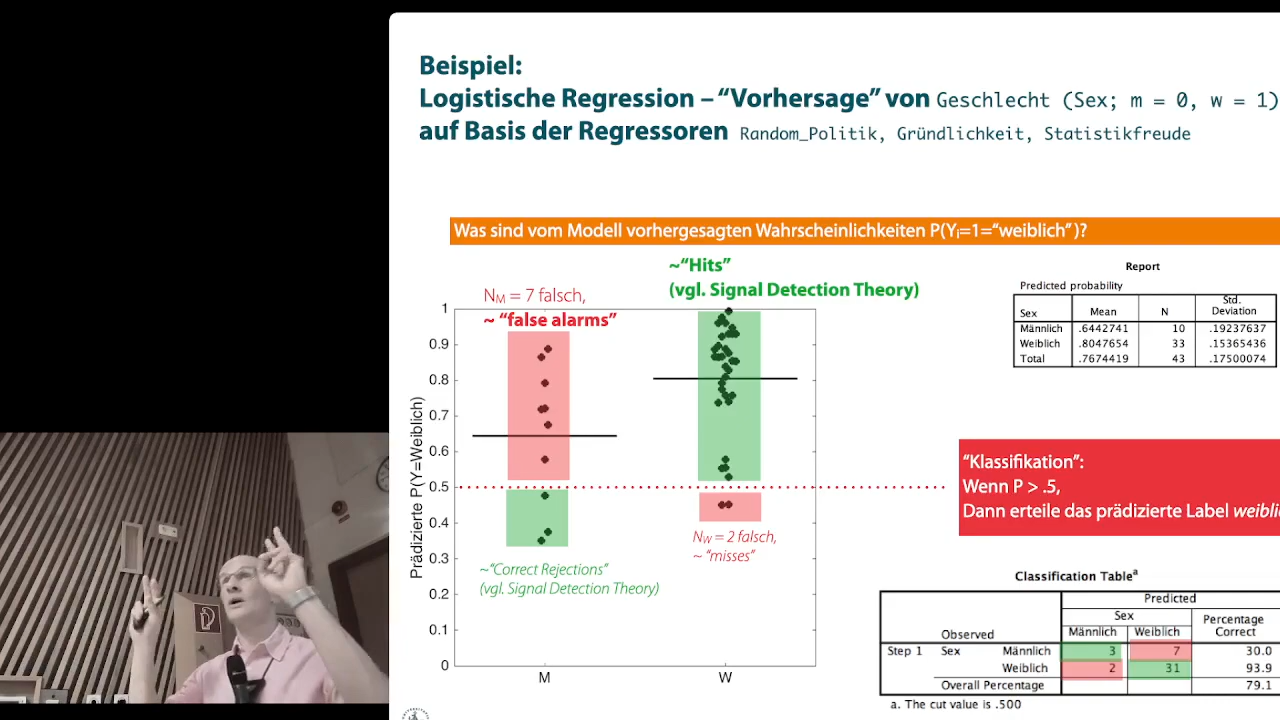 Beispiel:
Logistische Regression – “Vorhersage” von Geschlecht (Sex; m = 0, w = 1)
auf Basis der Regressoren Random_Politik, Gründlichkeit, Statistikfreude
Was sind vom Modell vorhergesagten Wahrscheinlichkeiten P(Yᵢ=1=“weiblich”)?
~“Hits”
(vgl. Signal Detection Theory)
N_M = 7 falsch,
~ “false alarms”
Prädizierte P(Y=Weiblich)
1
0.9
0.8
0.7
0.6
0.5
0.4
0.3
0.2
0.1
0
M W
N_W = 2 falsch,
~ “misses”
~“Correct Rejections”
(vgl. Signal Detection Theory)
Report
Predicted probability
Sex Mean N Std. Deviation
Männlich .6442741 10 .19237637
Weiblich .8047654 33 .15365436
Total .7674419 43 .17500074
“Klassifikation”:
Wenn P > .5,
Dann erteile das prädizierte Label
Classification Tableᵃ
Predicted
Sex
Percentage Correct
Observed Männlich Weiblich
Step 1 Sex Männlich 3 7 30.0
Weiblich 2 31 93.9
Overall Percentage 79.1
a. The cut value is .500